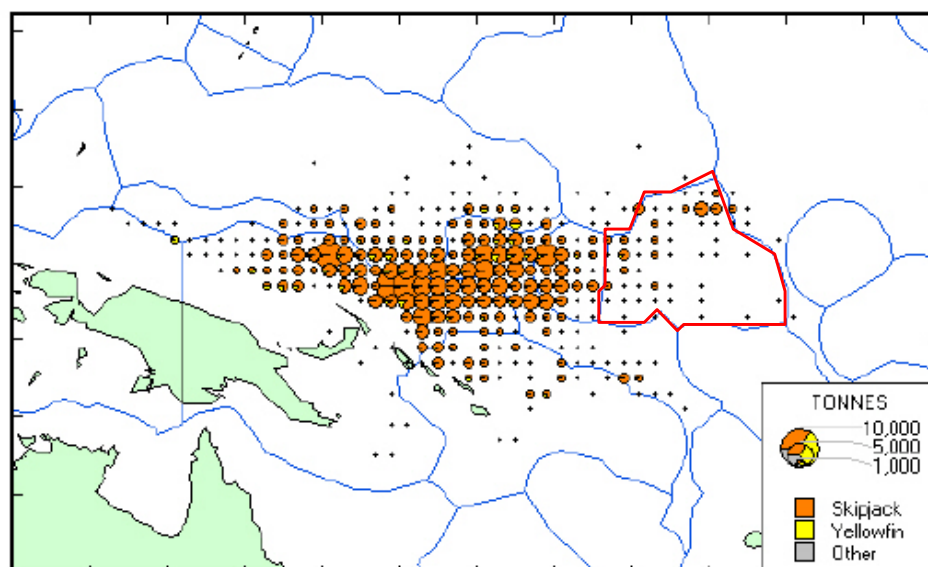 TONNES
10,000
5,000
1,000
Skipjack
Yellowfin
Other